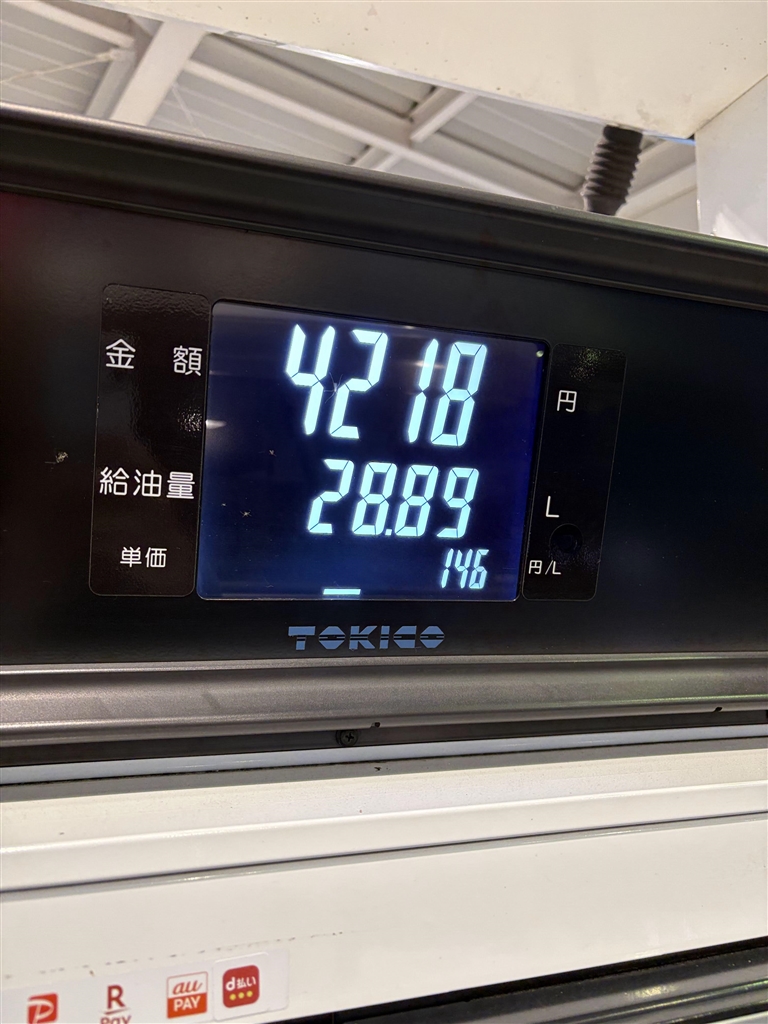 金額 4218 円
給油量 28.89 L
単価 146 円/L
TOKICO
P R Pay au PAY d払い